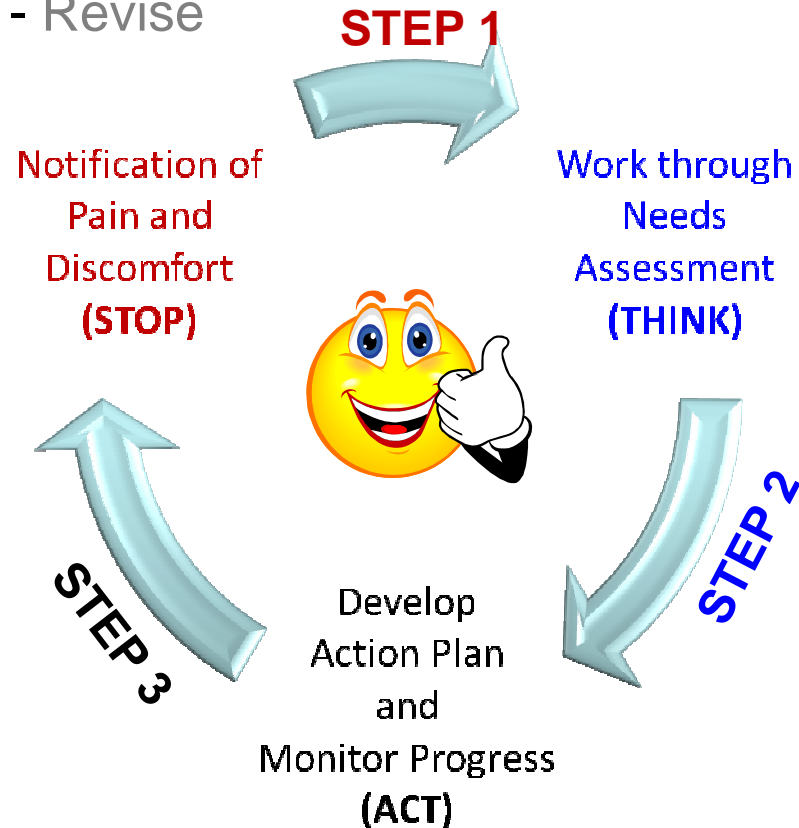 - Revise
STEP 1
Notification of
Pain and
Discomfort
(STOP)
Work through
Needs
Assessment
(THINK)
STEP 2
Develop
Action Plan
and
Monitor Progress
(ACT)
STEP 3